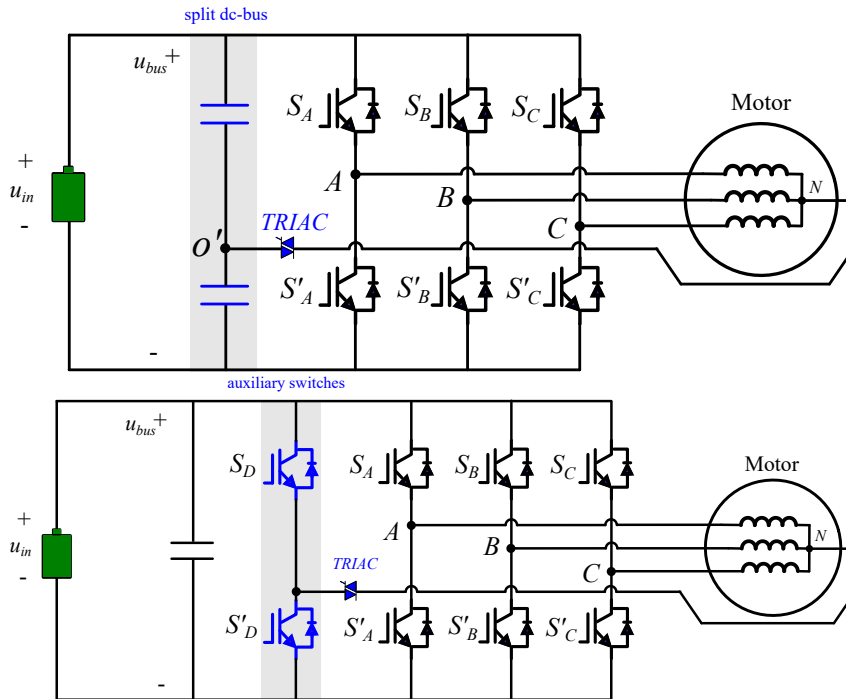 split dc-bus
u_bus +
S_A S_B S_C
Motor
+
u_in
-
A
B
N
TRIAC
C
O'
S'_A S'_B S'_C
-
auxiliary switches
u_bus +
S_D S_A S_B S_C
Motor
+
u_in
-
A
B
N
TRIAC
C
S'_D S'_A S'_B S'_C
-